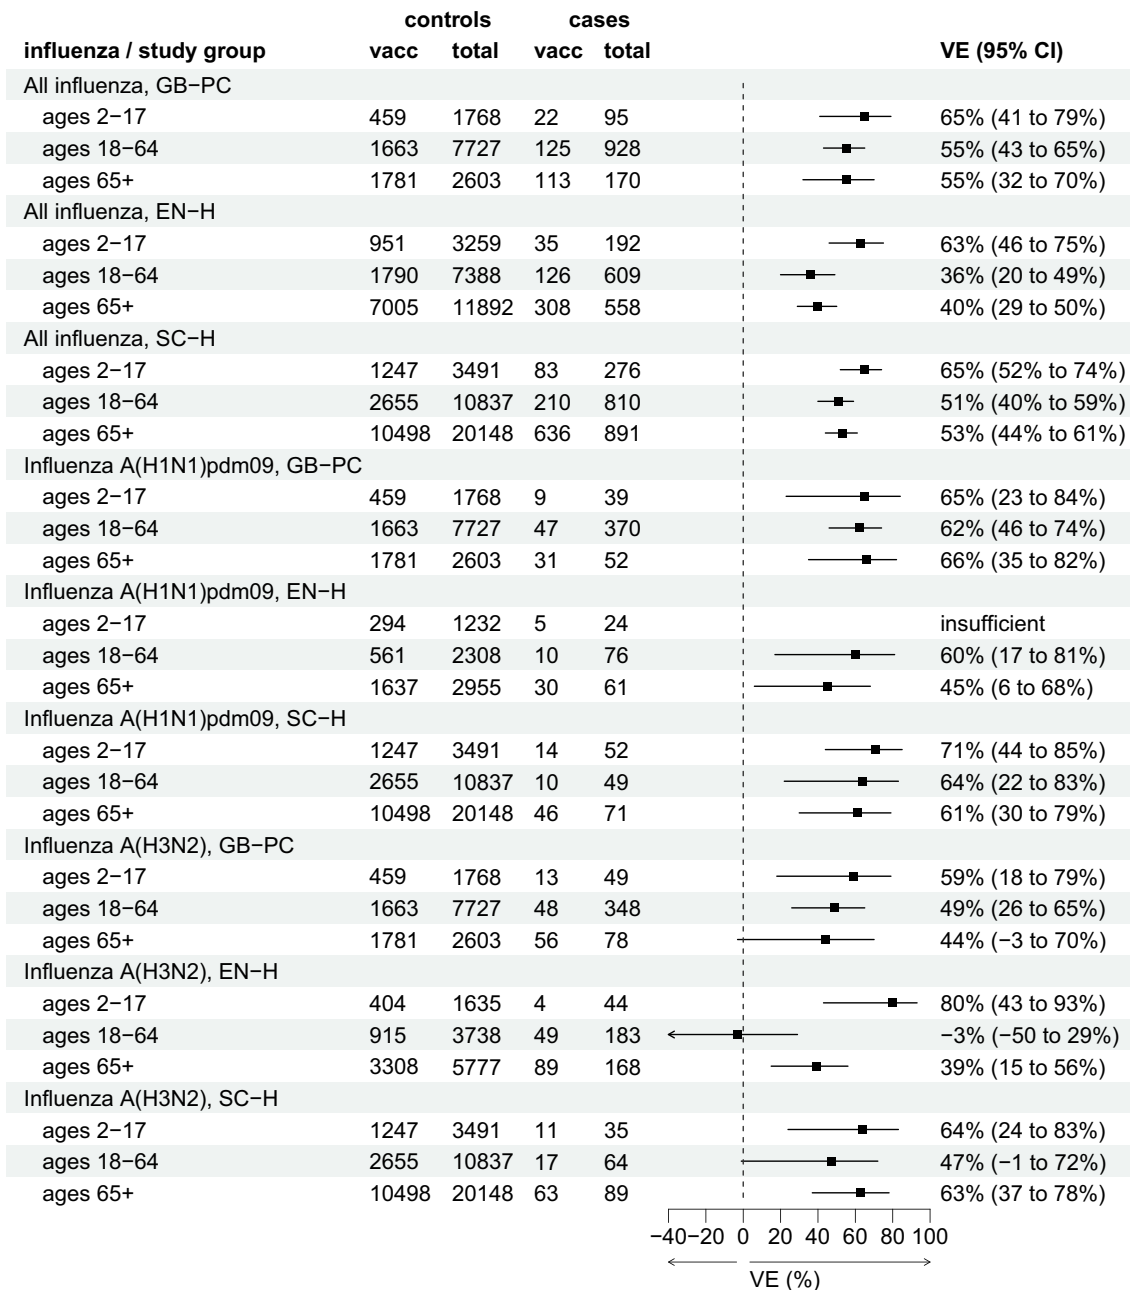 controls cases
influenza / study group vacc total vacc total VE (95% CI)
All influenza, GB−PC
ages 2−17 459 1768 22 95 65% (41 to 79%)
ages 18−64 1663 7727 125 928 55% (43 to 65%)
ages 65+ 1781 2603 113 170 55% (32 to 70%)
All influenza, EN−H
ages 2−17 951 3259 35 192 63% (46 to 75%)
ages 18−64 1790 7388 126 609 36% (20 to 49%)
ages 65+ 7005 11892 308 558 40% (29 to 50%)
All influenza, SC−H
ages 2−17 1247 3491 83 276 65% (52% to 74%)
ages 18−64 2655 10837 210 810 51% (40% to 59%)
ages 65+ 10498 20148 636 891 53% (44% to 61%)
Influenza A(H1N1)pdm09, GB−PC
ages 2−17 459 1768 9 39 65% (23 to 84%)
ages 18−64 1663 7727 47 370 62% (46 to 74%)
ages 65+ 1781 2603 31 52 66% (35 to 82%)
Influenza A(H1N1)pdm09, EN−H
ages 2−17 294 1232 5 24 insufficient
ages 18−64 561 2308 10 76 60% (17 to 81%)
ages 65+ 1637 2955 30 61 45% (6 to 68%)
Influenza A(H1N1)pdm09, SC−H
ages 2−17 1247 3491 14 52 71% (44 to 85%)
ages 18−64 2655 10837 10 49 64% (22 to 83%)
ages 65+ 10498 20148 46 71 61% (30 to 79%)
Influenza A(H3N2), GB−PC
ages 2−17 459 1768 13 49 59% (18 to 79%)
ages 18−64 1663 7727 48 348 49% (26 to 65%)
ages 65+ 1781 2603 56 78 44% (−3 to 70%)
Influenza A(H3N2), EN−H
ages 2−17 404 1635 4 44 80% (43 to 93%)
ages 18−64 915 3738 49 183 −3% (−50 to 29%)
ages 65+ 3308 5777 89 168 39% (15 to 56%)
Influenza A(H3N2), SC−H
ages 2−17 1247 3491 11 35 64% (24 to 83%)
ages 18−64 2655 10837 17 64 47% (−1 to 72%)
ages 65+ 10498 20148 63 89 63% (37 to 78%)
−40 −20 0 20 40 60 80 100
VE (%)